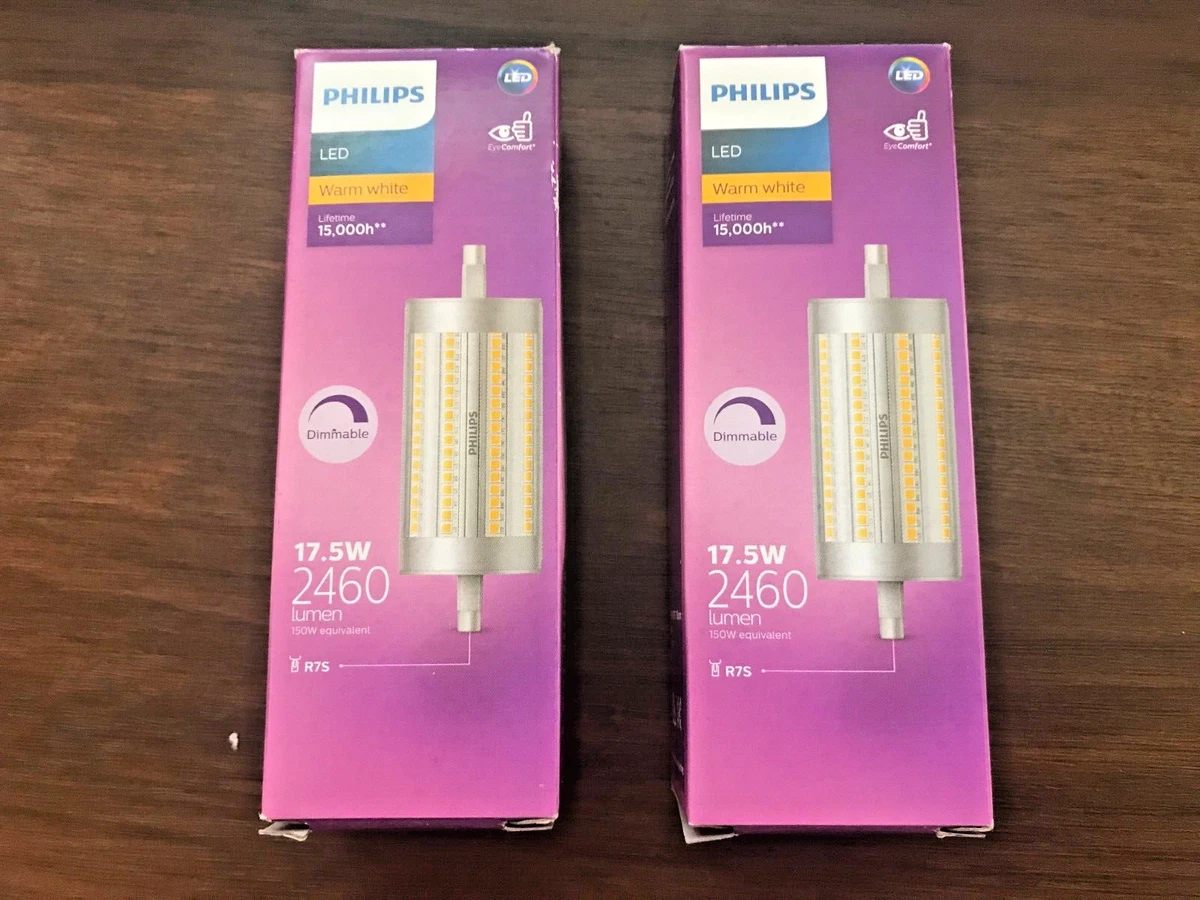 PHILIPS
LED
LED
EyeComfort*
Warm white
Lifetime
15,000h**
PHILIPS
Dimmable
17.5W
2460
lumen
150W equivalent
R7S
PHILIPS
LED
LED
EyeComfort*
Warm white
Lifetime
15,000h**
PHILIPS
Dimmable
17.5W
2460
lumen
150W equivalent
R7S